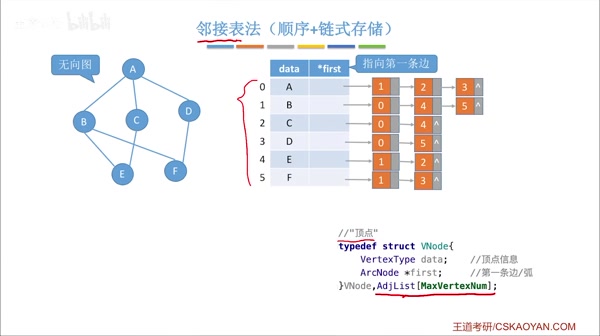 邻接表法（顺序+链式存储）
bilibili
无向图
指向第一条边
data *first
0 A 1 2 3 ^
1 B 0 4 5 ^
2 C 0 4 ^
3 D 0 5 ^
4 E 1 2 ^
5 F 1 3 ^
A
B
C
D
E
F
//"顶点"
typedef struct VNode{
VertexType data; //顶点信息
ArcNode *first; //第一条边/弧
}VNode,AdjList[MaxVertexNum];
王道考研/CSKAOYAN.COM